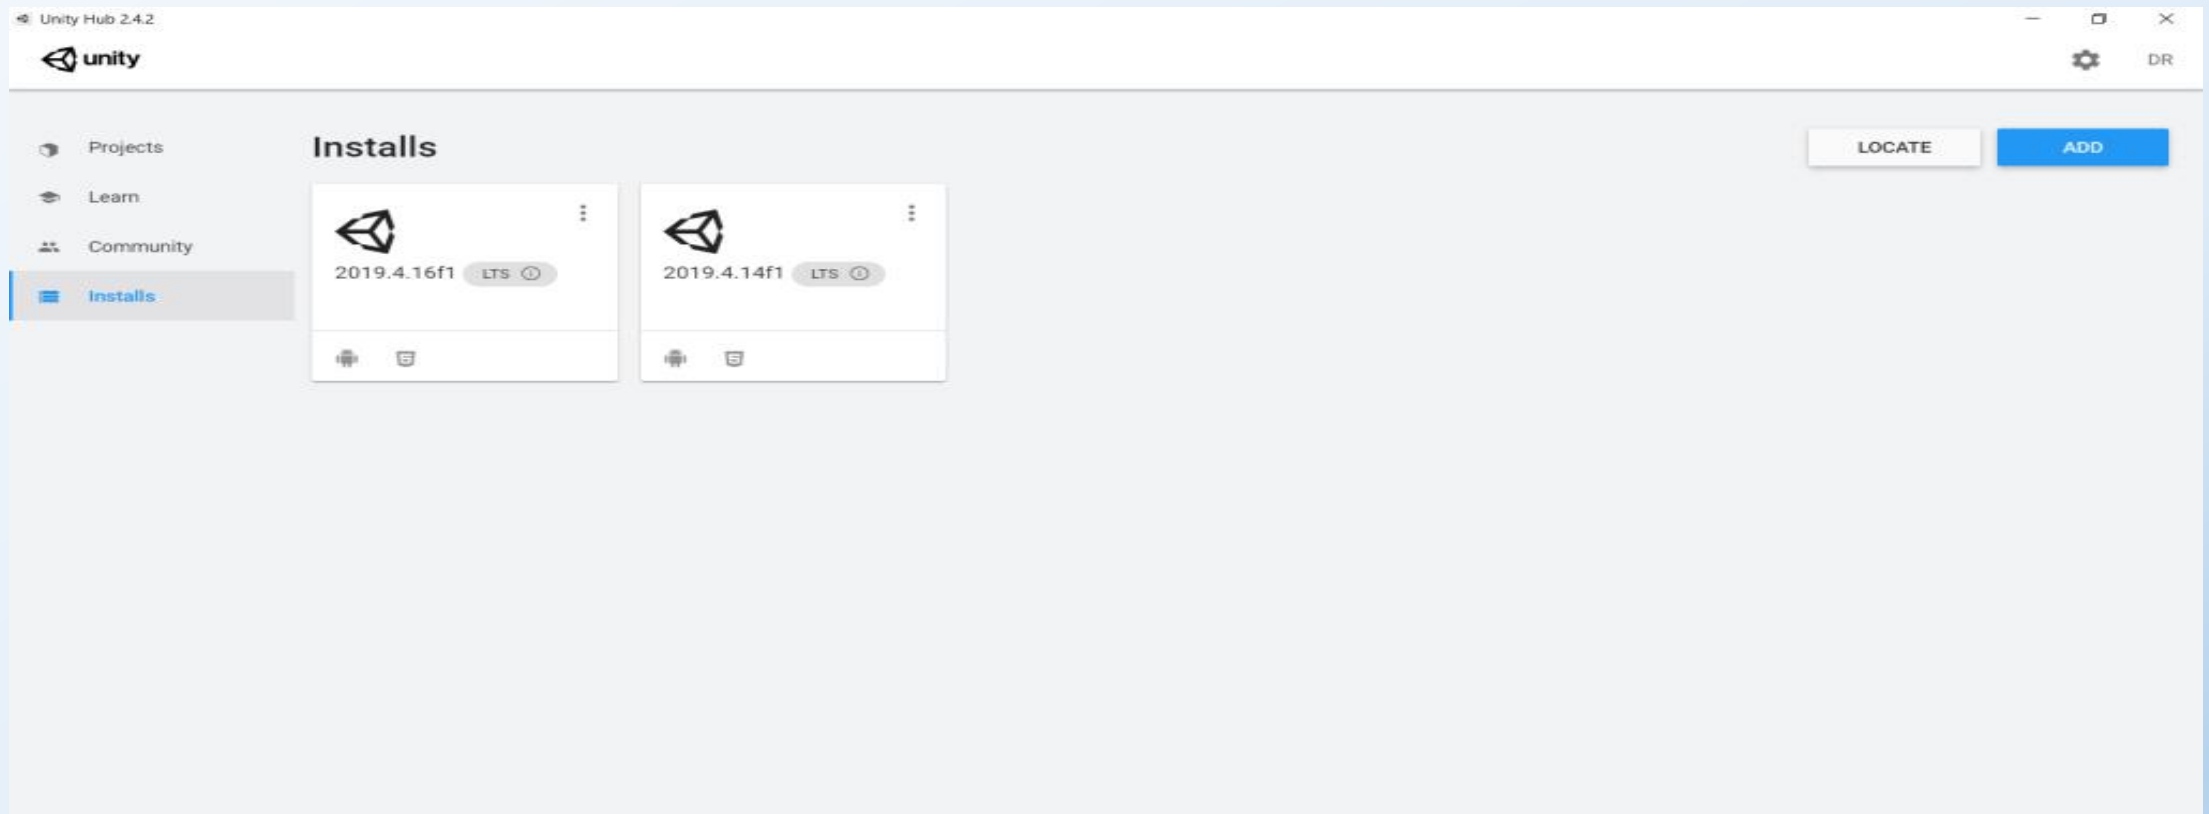 Unity Hub 2.4.2
unity
DR
Projects
Learn
Community
Installs
Installs
LOCATE
ADD
2019.4.16f1 LTS
2019.4.14f1 LTS